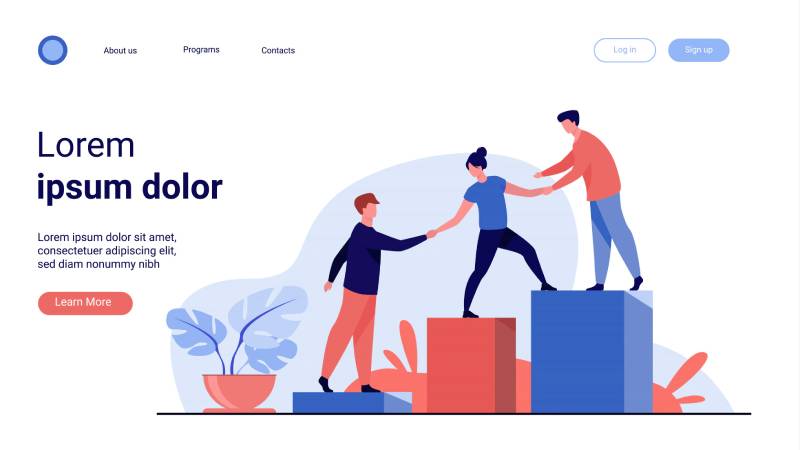 About us
Programs
Contacts
Log in
Sign up
Lorem
ipsum dolor
Lorem ipsum dolor sit amet,
consectetuer adipiscing elit,
sed diam nonummy nibh
Learn More